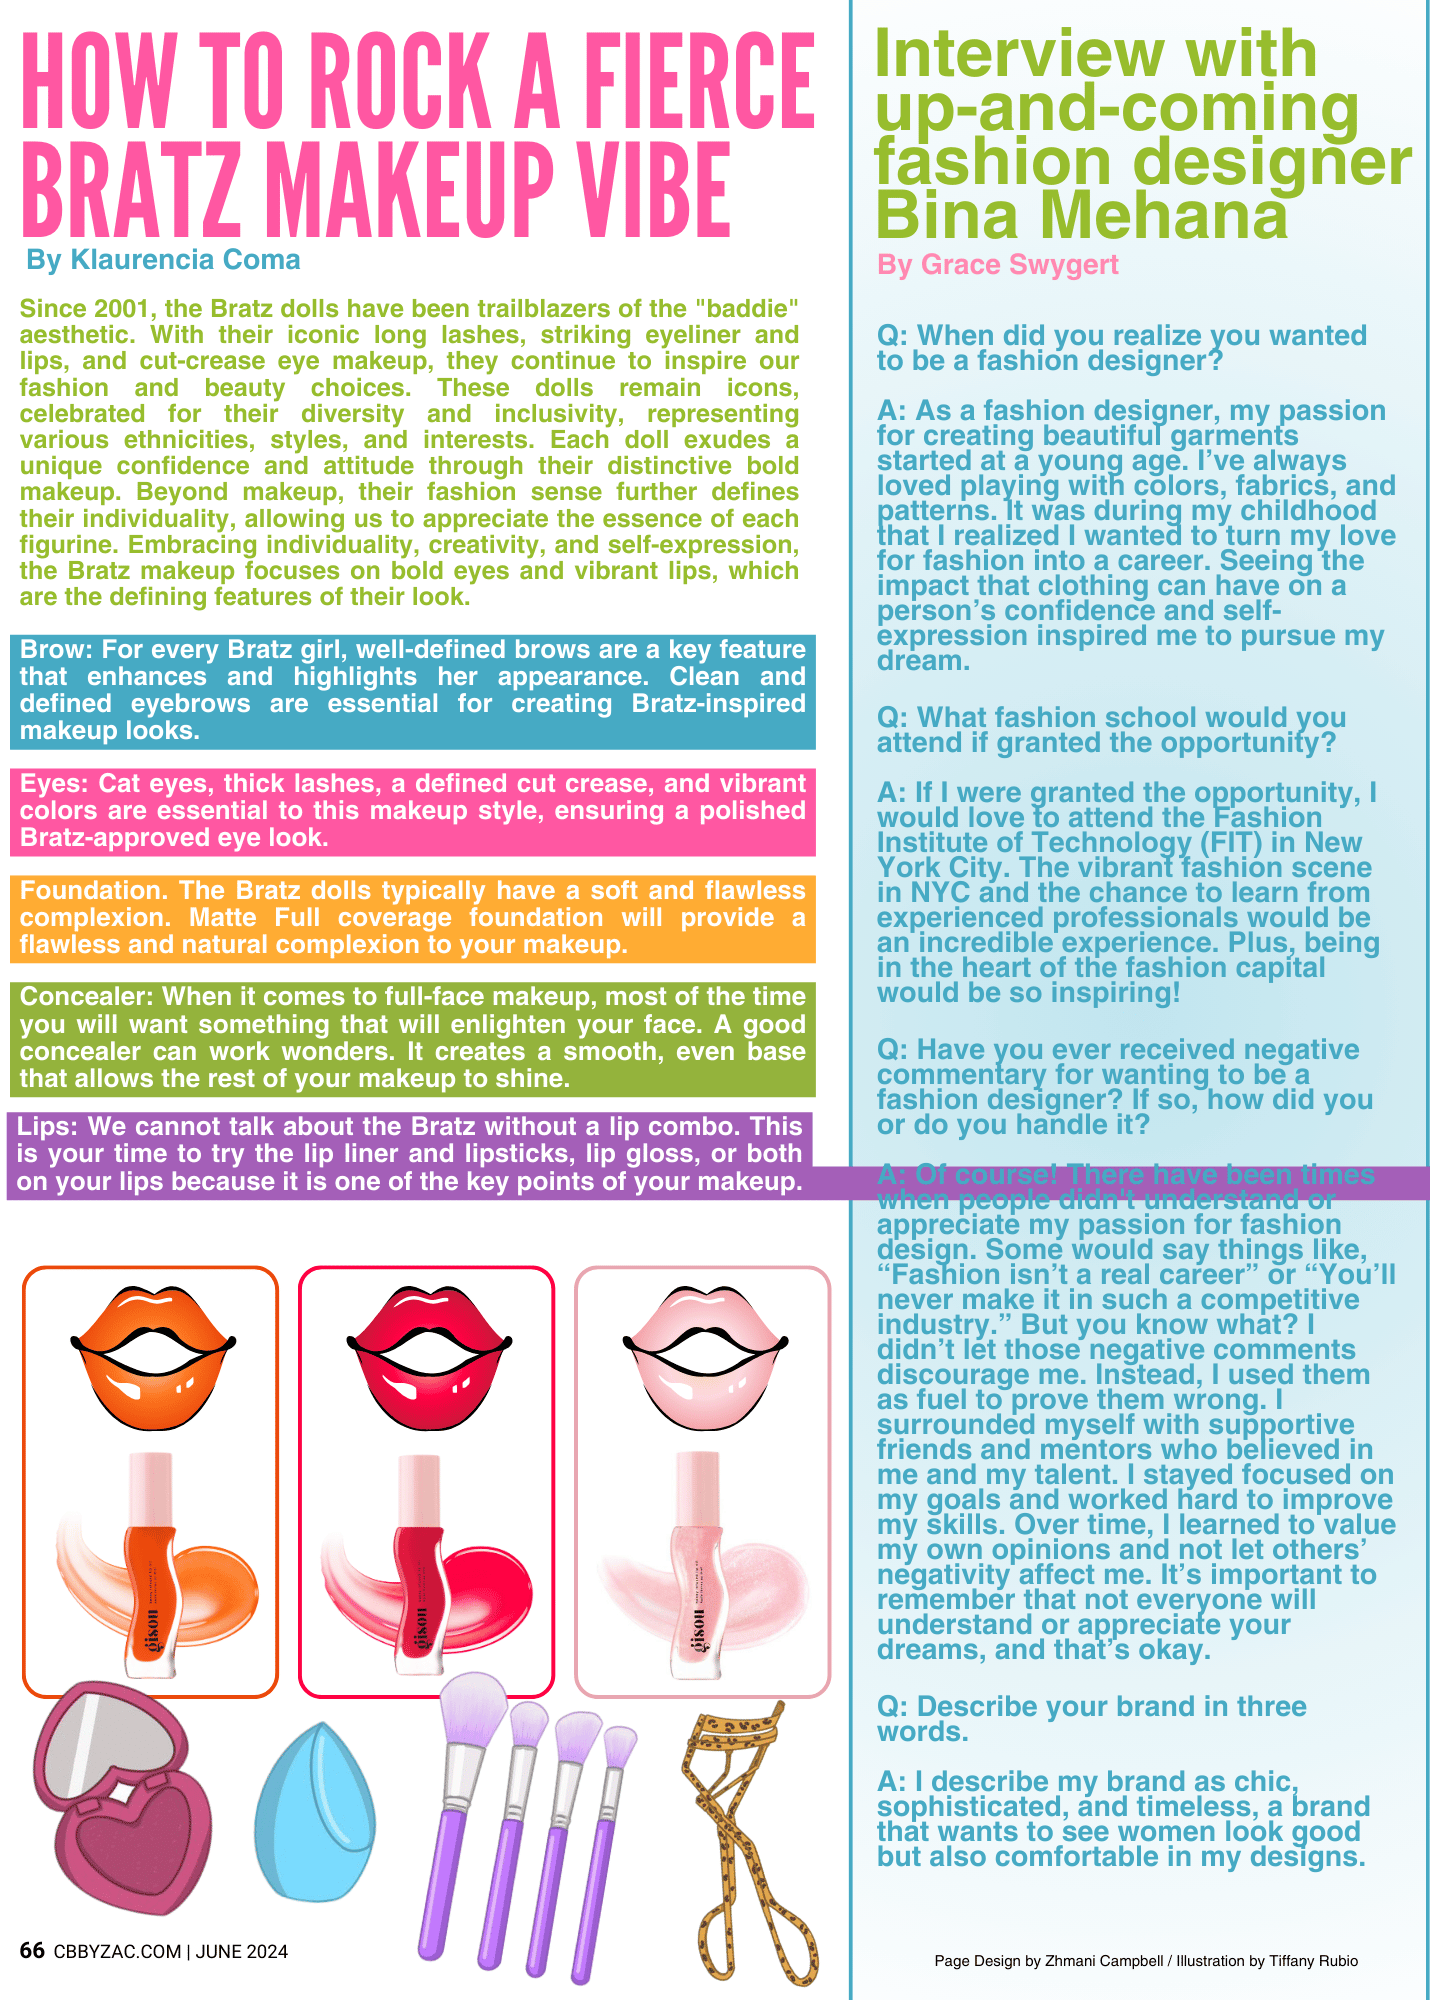 HOW TO ROCK A FIERCE
BRATZ MAKEUP VIBE
By Klaurencia Coma
Since 2001, the Bratz dolls have been trailblazers of the "baddie"
aesthetic. With their iconic long lashes, striking eyeliner and
lips, and cut-crease eye makeup, they continue to inspire our
fashion and beauty choices. These dolls remain icons,
celebrated for their diversity and inclusivity, representing
various ethnicities, styles, and interests. Each doll exudes a
unique confidence and attitude through their distinctive bold
makeup. Beyond makeup, their fashion sense further defines
their individuality, allowing us to appreciate the essence of each
figurine. Embracing individuality, creativity, and self-expression,
the Bratz makeup focuses on bold eyes and vibrant lips, which
are the defining features of their look.
Brow: For every Bratz girl, well-defined brows are a key feature
that enhances and highlights her appearance. Clean and
defined eyebrows are essential for creating Bratz-inspired
makeup looks.
Eyes: Cat eyes, thick lashes, a defined cut crease, and vibrant
colors are essential to this makeup style, ensuring a polished
Bratz-approved eye look.
Foundation. The Bratz dolls typically have a soft and flawless
complexion. Matte Full coverage foundation will provide a
flawless and natural complexion to your makeup.
Concealer: When it comes to full-face makeup, most of the time
you will want something that will enlighten your face. A good
concealer can work wonders. It creates a smooth, even base
that allows the rest of your makeup to shine.
Lips: We cannot talk about the Bratz without a lip combo. This
is your time to try the lip liner and lipsticks, lip gloss, or both
on your lips because it is one of the key points of your makeup.
gisou
gisou
gisou
66 CBBYZAC.COM | JUNE 2024
Interview with
up-and-coming
fashion designer
Bina Mehana
By Grace Swygert
Q: When did you realize you wanted
to be a fashion designer?
A: As a fashion designer, my passion
for creating beautiful garments
started at a young age. I’ve always
loved playing with colors, fabrics, and
patterns. It was during my childhood
that I realized I wanted to turn my love
for fashion into a career. Seeing the
impact that clothing can have on a
person’s confidence and self-
expression inspired me to pursue my
dream.
Q: What fashion school would you
attend if granted the opportunity?
A: If I were granted the opportunity, I
would love to attend the Fashion
Institute of Technology (FIT) in New
York City. The vibrant fashion scene
in NYC and the chance to learn from
experienced professionals would be
an incredible experience. Plus, being
in the heart of the fashion capital
would be so inspiring!
Q: Have you ever received negative
commentary for wanting to be a
fashion designer? If so, how did you
or do you handle it?
A: Of course! There have been times
when people didn't understand or
appreciate my passion for fashion
design. Some would say things like,
“Fashion isn’t a real career” or “You’ll
never make it in such a competitive
industry.” But you know what? I
didn’t let those negative comments
discourage me. Instead, I used them
as fuel to prove them wrong. I
surrounded myself with supportive
friends and mentors who believed in
me and my talent. I stayed focused on
my goals and worked hard to improve
my skills. Over time, I learned to value
my own opinions and not let others’
negativity affect me. It’s important to
remember that not everyone will
understand or appreciate your
dreams, and that’s okay.
Q: Describe your brand in three
words.
A: I describe my brand as chic,
sophisticated, and timeless, a brand
that wants to see women look good
but also comfortable in my designs.
Page Design by Zhmani Campbell / Illustration by Tiffany Rubio